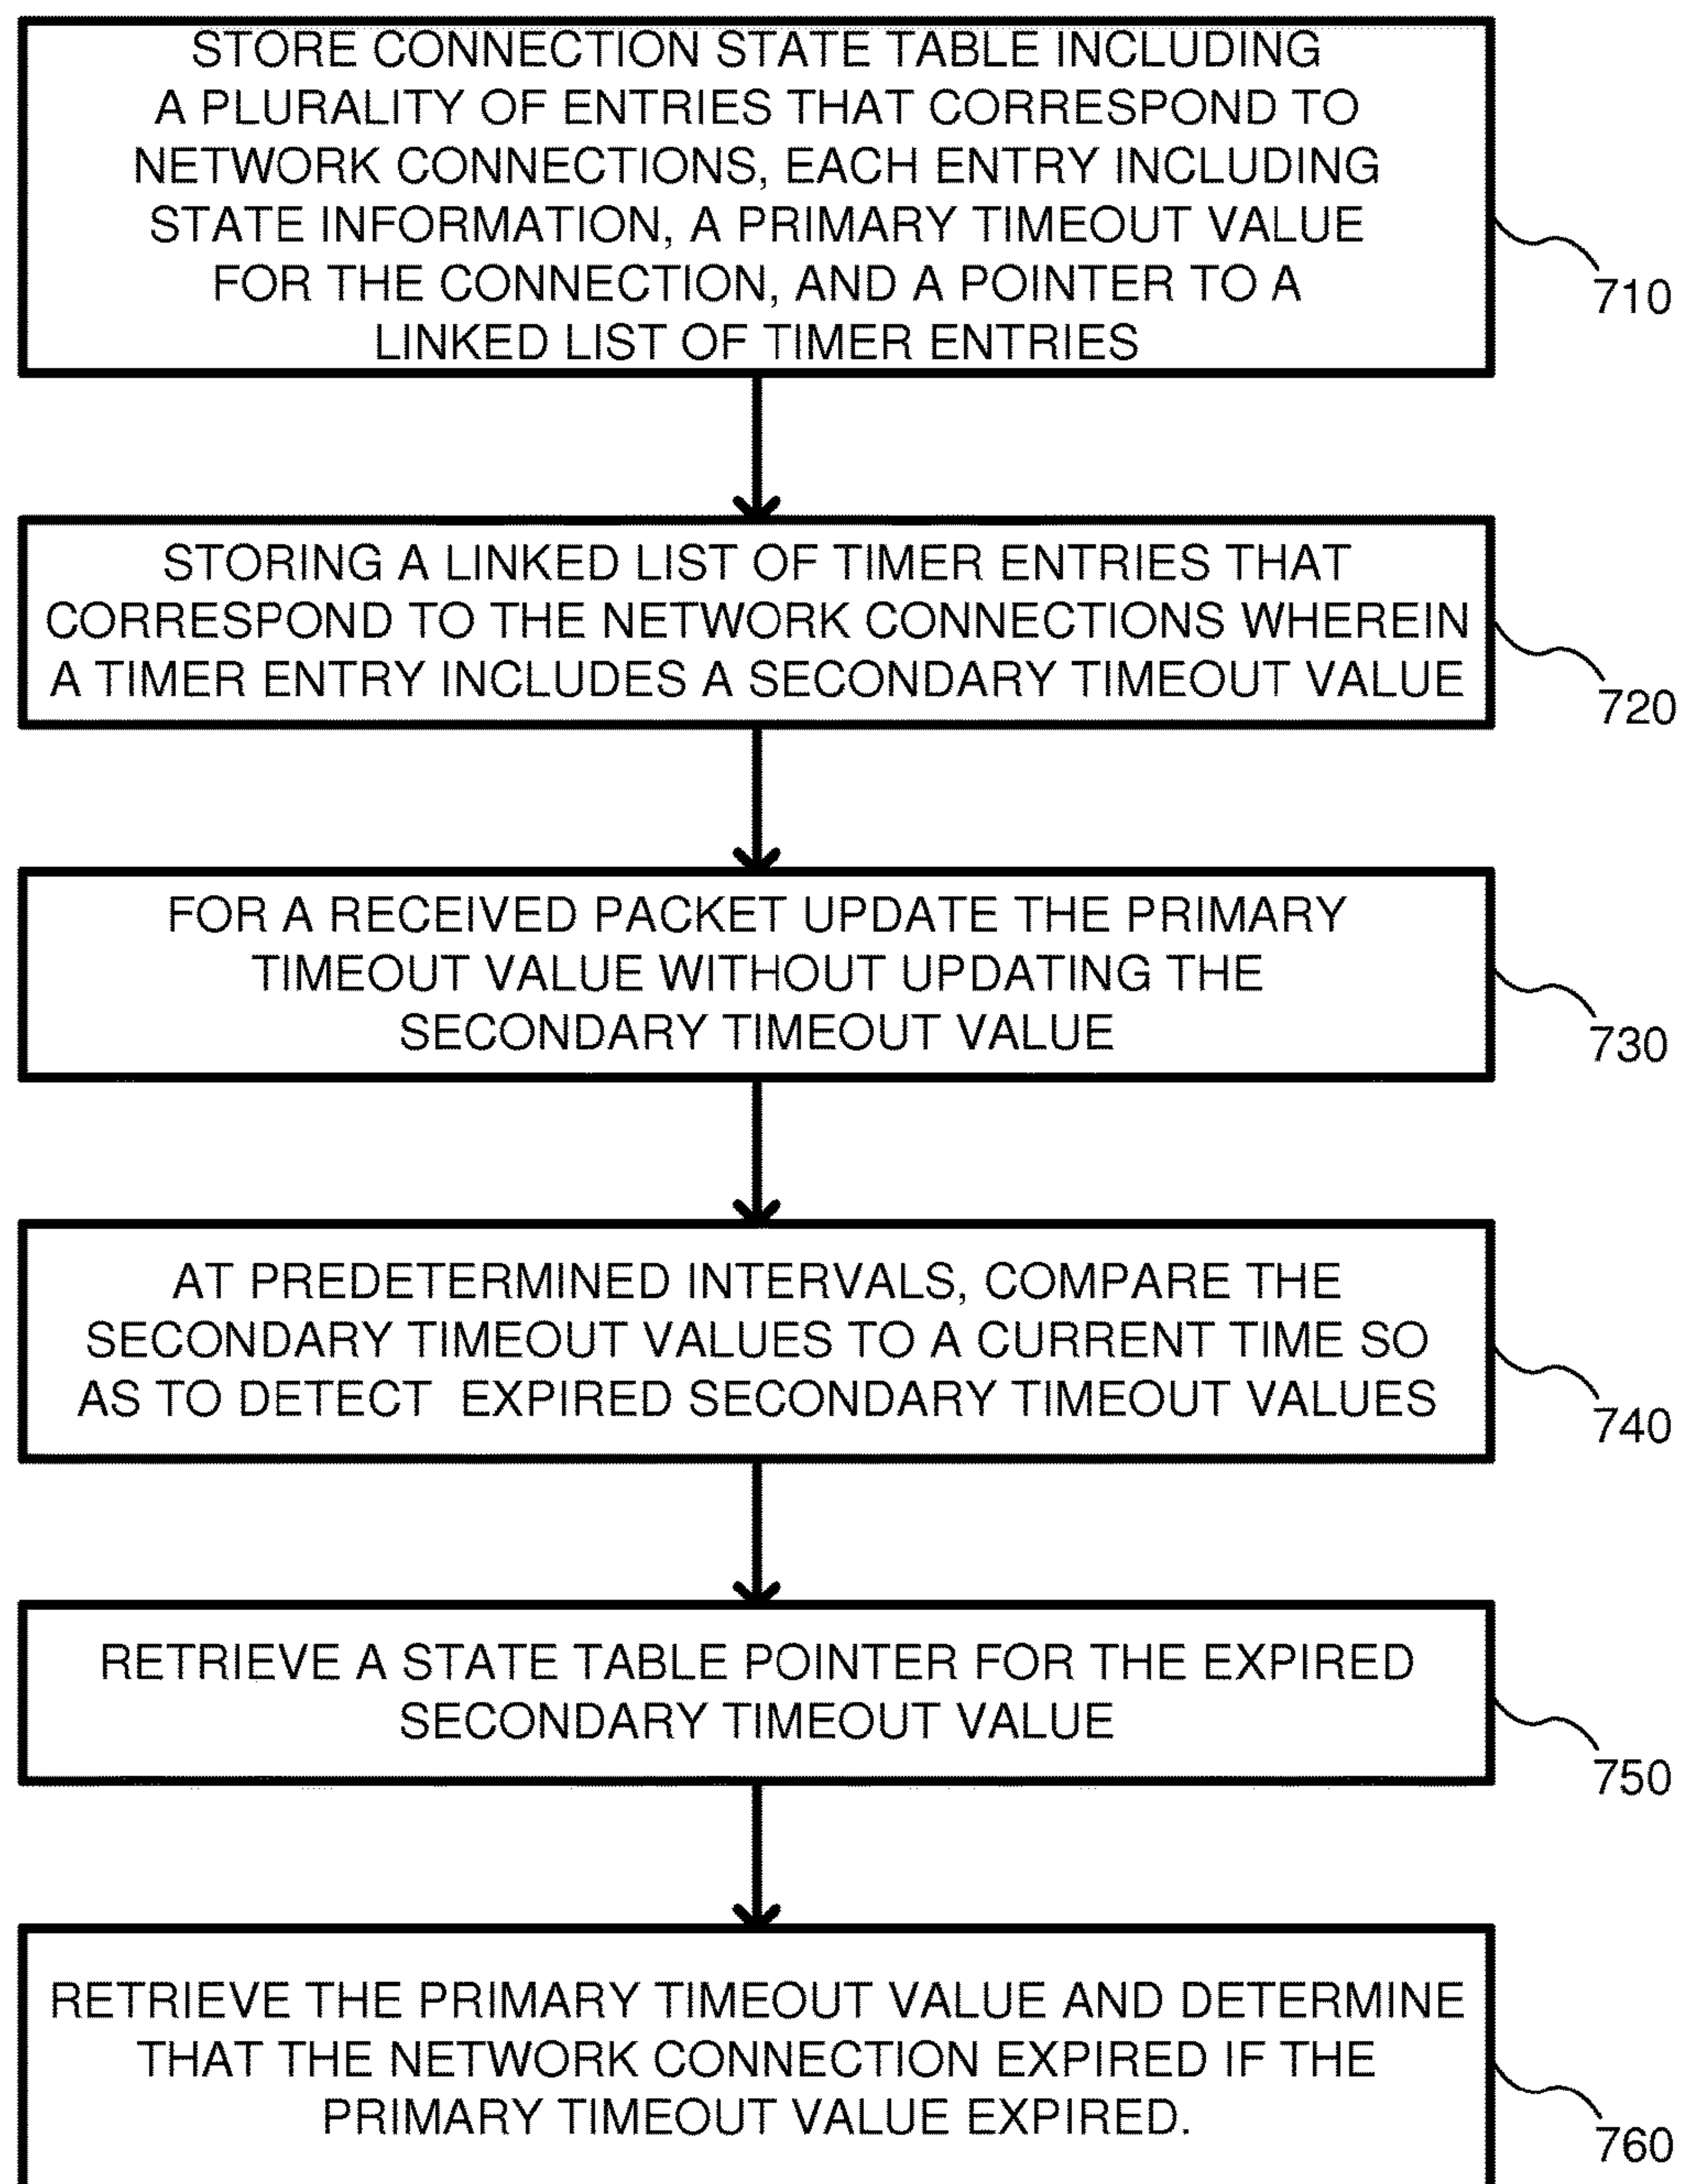 STORE CONNECTION STATE TABLE INCLUDING
A PLURALITY OF ENTRIES THAT CORRESPOND TO
NETWORK CONNECTIONS, EACH ENTRY INCLUDING
STATE INFORMATION, A PRIMARY TIMEOUT VALUE
FOR THE CONNECTION, AND A POINTER TO A
LINKED LIST OF TIMER ENTRIES
710
STORING A LINKED LIST OF TIMER ENTRIES THAT
CORRESPOND TO THE NETWORK CONNECTIONS WHEREIN
A TIMER ENTRY INCLUDES A SECONDARY TIMEOUT VALUE
720
FOR A RECEIVED PACKET UPDATE THE PRIMARY
TIMEOUT VALUE WITHOUT UPDATING THE
SECONDARY TIMEOUT VALUE
730
AT PREDETERMINED INTERVALS, COMPARE THE
SECONDARY TIMEOUT VALUES TO A CURRENT TIME SO
AS TO DETECT EXPIRED SECONDARY TIMEOUT VALUES
740
RETRIEVE A STATE TABLE POINTER FOR THE EXPIRED
SECONDARY TIMEOUT VALUE
750
RETRIEVE THE PRIMARY TIMEOUT VALUE AND DETERMINE
THAT THE NETWORK CONNECTION EXPIRED IF THE
PRIMARY TIMEOUT VALUE EXPIRED.
760